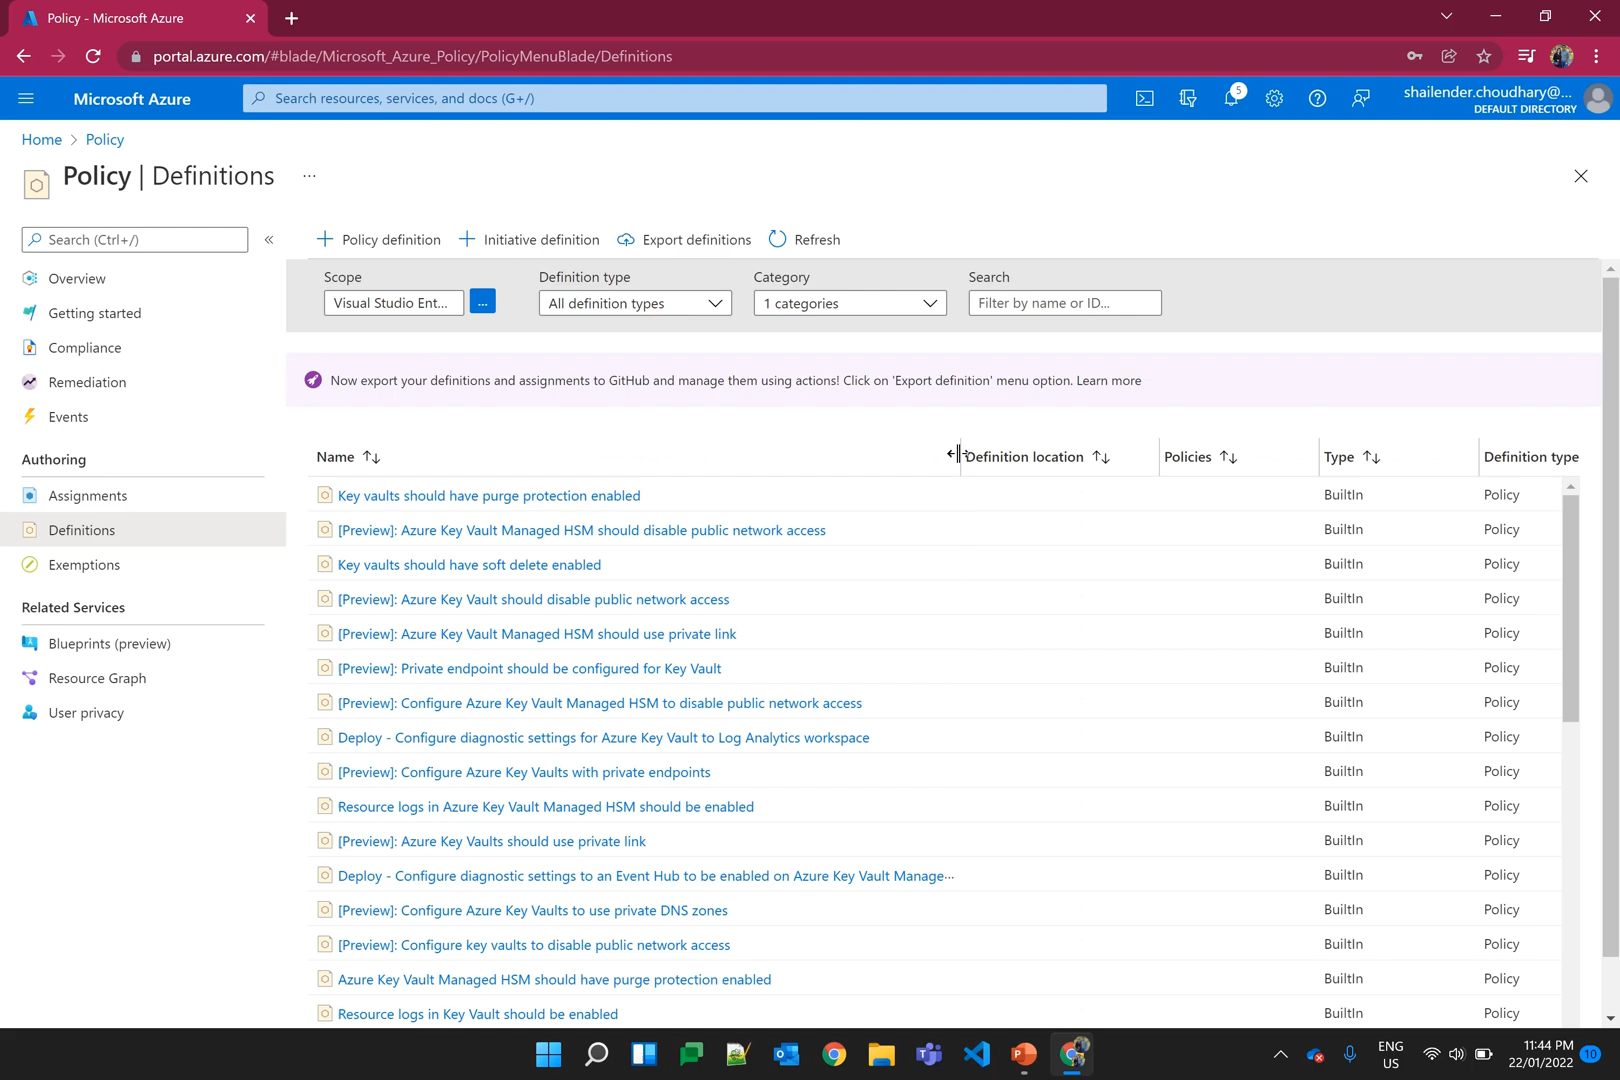 Policy - Microsoft Azure
portal.azure.com/#blade/Microsoft_Azure_Policy/PolicyMenuBlade/Definitions
Microsoft Azure
Search resources, services, and docs (G+/)
5
shailender.choudhary@...
DEFAULT DIRECTORY
Home > Policy
Policy | Definitions ...
Search (Ctrl+/)
«
Overview
Getting started
Compliance
Remediation
Events
Authoring
Assignments
Definitions
Exemptions
Related Services
Blueprints (preview)
Resource Graph
User privacy
+ Policy definition + Initiative definition Export definitions Refresh
Scope Definition type Category Search
Visual Studio Ent... ... All definition types 1 categories Filter by name or ID...
Now export your definitions and assignments to GitHub and manage them using actions! Click on 'Export definition' menu option. Learn more
Name ↑↓ Definition location ↑↓ Policies ↑↓ Type ↑↓ Definition type
Key vaults should have purge protection enabled BuiltIn Policy
[Preview]: Azure Key Vault Managed HSM should disable public network access BuiltIn Policy
Key vaults should have soft delete enabled BuiltIn Policy
[Preview]: Azure Key Vault should disable public network access BuiltIn Policy
[Preview]: Azure Key Vault Managed HSM should use private link BuiltIn Policy
[Preview]: Private endpoint should be configured for Key Vault BuiltIn Policy
[Preview]: Configure Azure Key Vault Managed HSM to disable public network access BuiltIn Policy
Deploy - Configure diagnostic settings for Azure Key Vault to Log Analytics workspace BuiltIn Policy
[Preview]: Configure Azure Key Vaults with private endpoints BuiltIn Policy
Resource logs in Azure Key Vault Managed HSM should be enabled BuiltIn Policy
[Preview]: Azure Key Vaults should use private link BuiltIn Policy
Deploy - Configure diagnostic settings to an Event Hub to be enabled on Azure Key Vault Manage... BuiltIn Policy
[Preview]: Configure Azure Key Vaults to use private DNS zones BuiltIn Policy
[Preview]: Configure key vaults to disable public network access BuiltIn Policy
Azure Key Vault Managed HSM should have purge protection enabled BuiltIn Policy
Resource logs in Key Vault should be enabled BuiltIn Policy
ENG
US
11:44 PM
22/01/2022
10